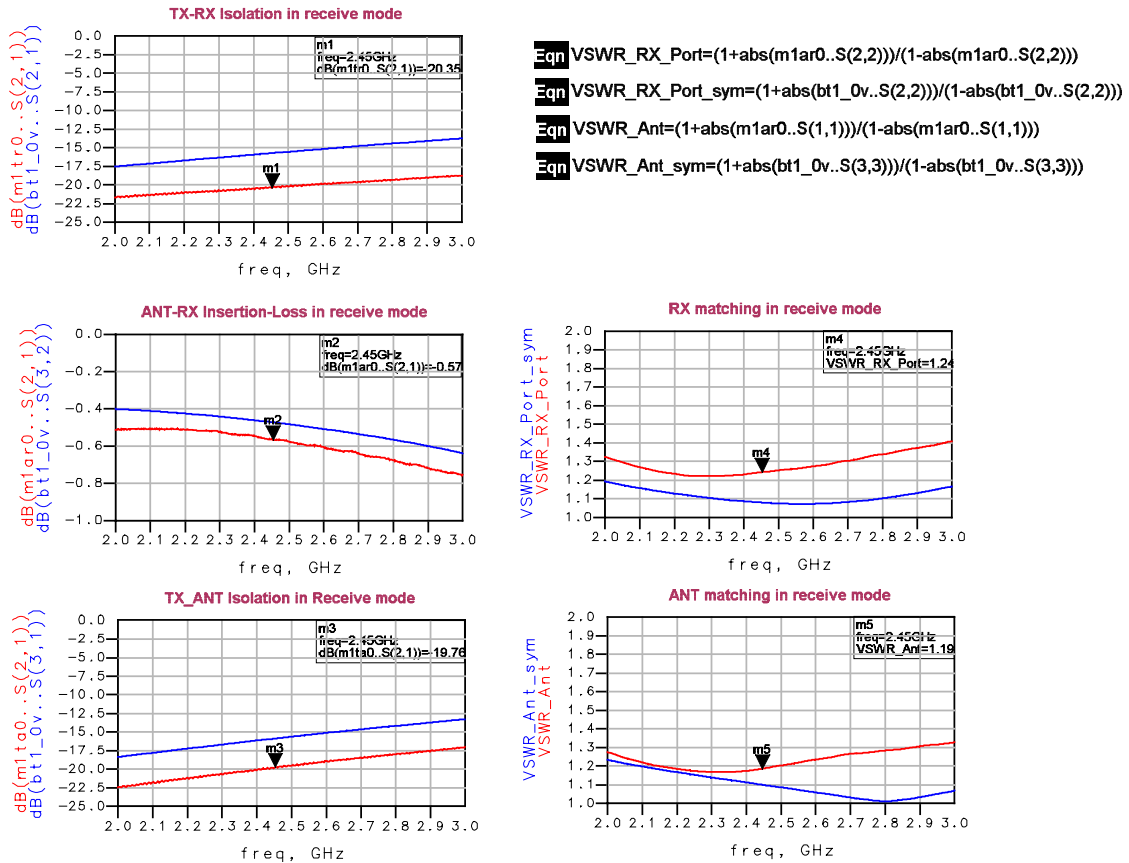 TX-RX Isolation in receive mode
dB(m1tr0..S(2,1))
dB(bt1_0v..S(2,1))
0.0
-2.5
-5.0
-7.5
-10.0
-12.5
-15.0
-17.5
-20.0
-22.5
-25.0
m1
freq=2.45GHz
dB(m1tr0..S(2,1))=-20.35
m1
2.0 2.1 2.2 2.3 2.4 2.5 2.6 2.7 2.8 2.9 3.0
freq, GHz
Eqn VSWR_RX_Port=(1+abs(m1ar0..S(2,2)))/(1-abs(m1ar0..S(2,2)))
Eqn VSWR_RX_Port_sym=(1+abs(bt1_0v..S(2,2)))/(1-abs(bt1_0v..S(2,2)))
Eqn VSWR_Ant=(1+abs(m1ar0..S(1,1)))/(1-abs(m1ar0..S(1,1)))
Eqn VSWR_Ant_sym=(1+abs(bt1_0v..S(3,3)))/(1-abs(bt1_0v..S(3,3)))
ANT-RX Insertion-Loss in receive mode
dB(m1ar0..S(2,1))
dB(bt1_0v..S(3,2))
0.0
-0.2
-0.4
-0.6
-0.8
-1.0
m2
freq=2.45GHz
dB(m1ar0..S(2,1))=-0.57
m2
2.0 2.1 2.2 2.3 2.4 2.5 2.6 2.7 2.8 2.9 3.0
freq, GHz
RX matching in receive mode
VSWR_RX_Port_sym
VSWR_RX_Port
2.0
1.9
1.8
1.7
1.6
1.5
1.4
1.3
1.2
1.1
1.0
m4
freq=2.45GHz
VSWR_RX_Port=1.24
m4
2.0 2.1 2.2 2.3 2.4 2.5 2.6 2.7 2.8 2.9 3.0
freq, GHz
TX_ANT Isolation in Receive mode
dB(m1ta0..S(2,1))
dB(bt1_0v..S(3,1))
0.0
-2.5
-5.0
-7.5
-10.0
-12.5
-15.0
-17.5
-20.0
-22.5
-25.0
m3
freq=2.45GHz
dB(m1ta0..S(2,1))=-19.76
m3
2.0 2.1 2.2 2.3 2.4 2.5 2.6 2.7 2.8 2.9 3.0
freq, GHz
ANT matching in receive mode
VSWR_Ant_sym
VSWR_Ant
2.0
1.9
1.8
1.7
1.6
1.5
1.4
1.3
1.2
1.1
1.0
m5
freq=2.45GHz
VSWR_Ant=1.19
m5
2.0 2.1 2.2 2.3 2.4 2.5 2.6 2.7 2.8 2.9 3.0
freq, GHz